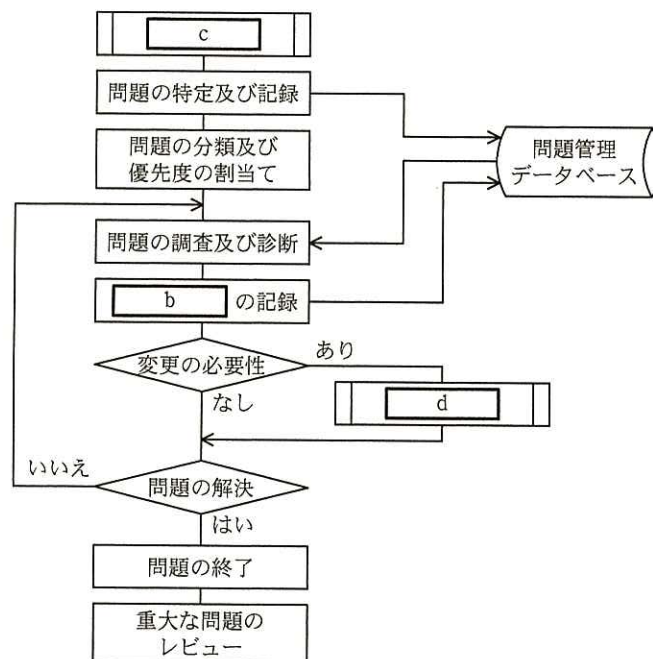 c
問題の特定及び記録
問題の分類及び
優先度の割当て
問題管理
データベース
問題の調査及び診断
b の記録
変更の必要性
あり
なし
d
いいえ
問題の解決
はい
問題の終了
重大な問題の
レビュー